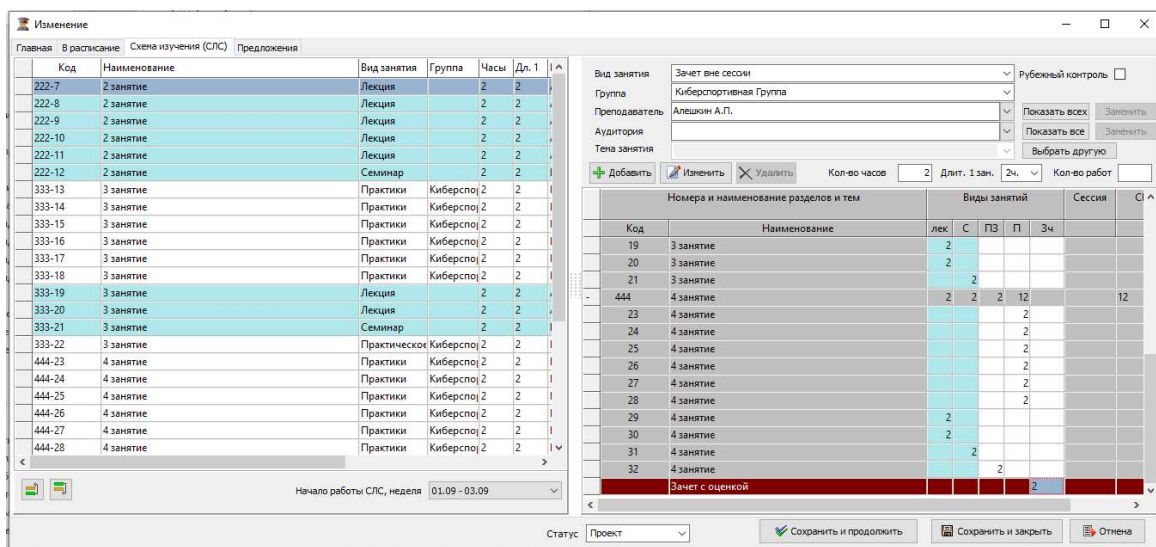 Изменение
Главная В расписание Схема изучения (СЛС) Предложения
Код Наименование Вид занятия Группа Часы Дл. 1
222-7 2 занятие Лекция 2 2
222-8 2 занятие Лекция 2 2
222-9 2 занятие Лекция 2 2
222-10 2 занятие Лекция 2 2
222-11 2 занятие Лекция 2 2
222-12 2 занятие Семинар 2 2
333-13 3 занятие Практики Киберспор 2 2
333-14 3 занятие Практики Киберспор 2 2
333-15 3 занятие Практики Киберспор 2 2
333-16 3 занятие Практики Киберспор 2 2
333-17 3 занятие Практики Киберспор 2 2
333-18 3 занятие Практики Киберспор 2 2
333-19 3 занятие Лекция 2 2
333-20 3 занятие Лекция 2 2
333-21 3 занятие Семинар 2 2
333-22 3 занятие Практическое Киберспор 2 2
444-23 4 занятие Практики Киберспор 2 2
444-24 4 занятие Практики Киберспор 2 2
444-25 4 занятие Практики Киберспор 2 2
444-26 4 занятие Практики Киберспор 2 2
444-27 4 занятие Практики Киберспор 2 2
444-28 4 занятие Практики Киберспор 2 2
Начало работы СЛС, неделя 01.09 - 03.09
Вид занятия Зачет вне сессии Рубежный контроль
Группа Киберспортивная Группа
Преподаватель Алешкин А.П. Показать всех Заменить
Аудитория Показать все Заменить
Тема занятия Выбрать другую
Добавить Изменить Удалить Кол-во часов 2 Длит. 1 зан. 2ч. Кол-во работ
Номера и наименование разделов и тем Виды занятий Сессия
Код Наименование лек С ПЗ П Зч
19 3 занятие 2
20 3 занятие 2
21 3 занятие 2
- 444 4 занятие 2 2 2 12 12
23 4 занятие 2
24 4 занятие 2
25 4 занятие 2
26 4 занятие 2
27 4 занятие 2
28 4 занятие 2
29 4 занятие 2
30 4 занятие 2
31 4 занятие 2
32 4 занятие 2
Зачет с оценкой 2
Статус Проект Сохранить и продолжить Сохранить и закрыть Отмена